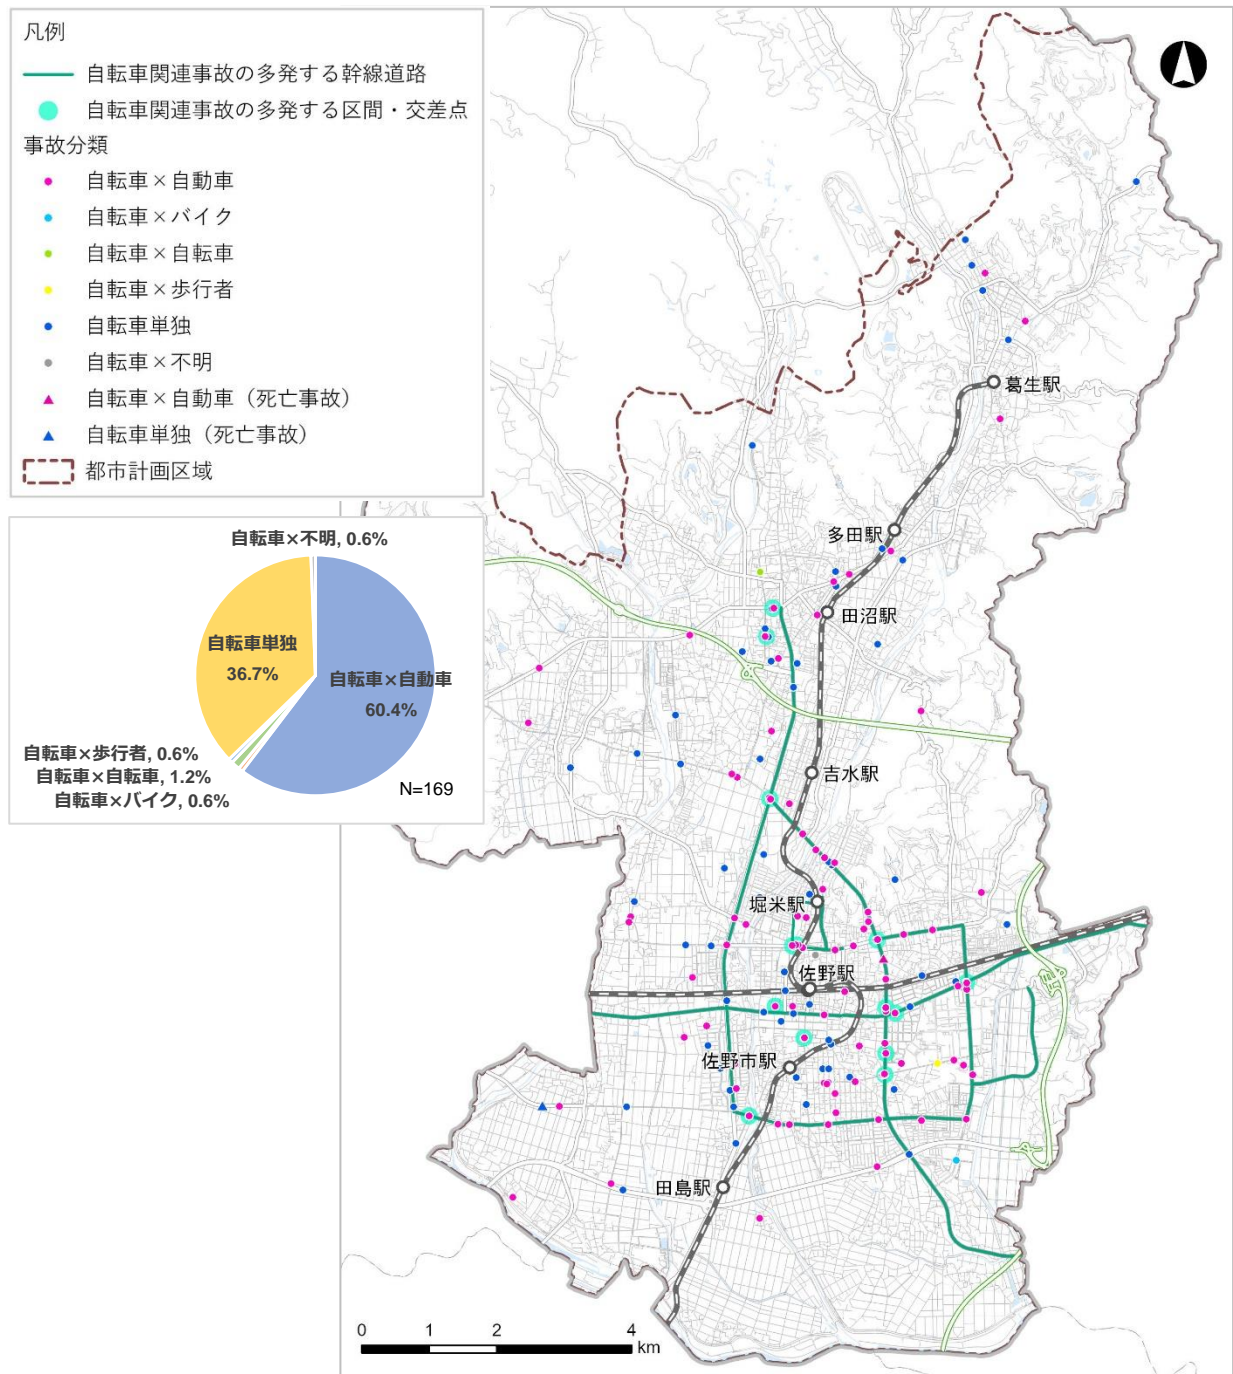 凡例
自転車関連事故の多発する幹線道路
自転車関連事故の多発する区間・交差点
事故分類
自転車×自動車
自転車×バイク
自転車×自転車
自転車×歩行者
自転車単独
自転車×不明
自転車×自動車（死亡事故）
自転車単独（死亡事故）
都市計画区域
自転車×不明, 0.6%
自転車単独
36.7%
自転車×自動車
60.4%
自転車×歩行者, 0.6%
自転車×自転車, 1.2%
自転車×バイク, 0.6%
N=169
葛生駅
多田駅
田沼駅
吉水駅
堀米駅
佐野駅
佐野市駅
田島駅
0 1 2 4
km